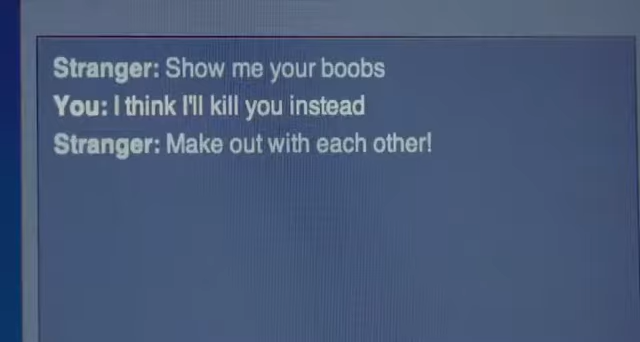 Stranger: Show me your boobs
You: I think I'll kill you instead
Stranger: Make out with each other!